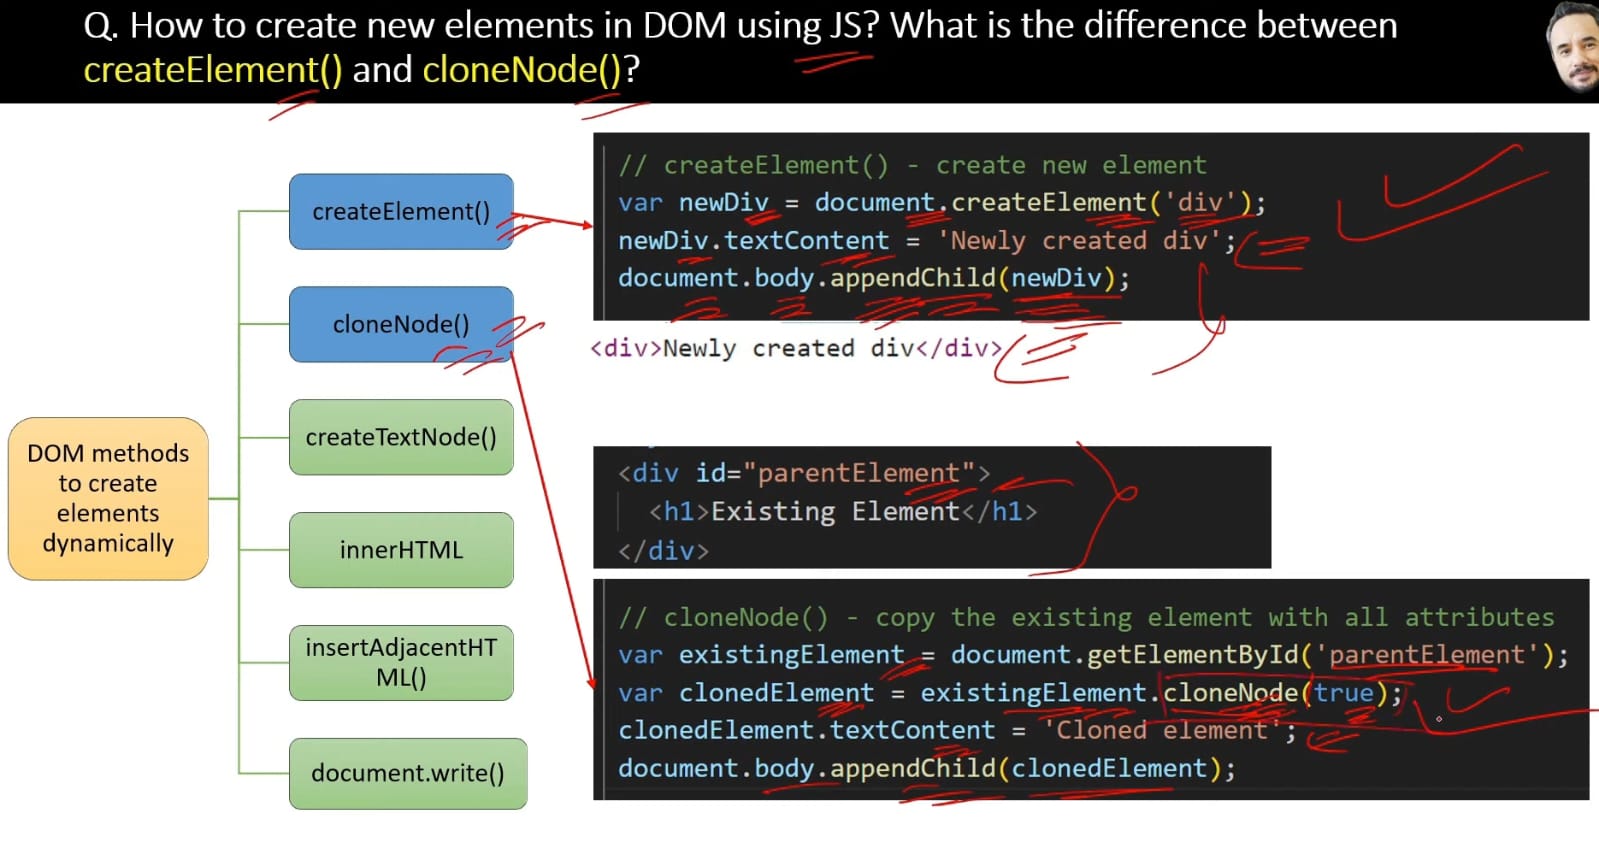 Q. How to create new elements in DOM using JS? What is the difference between
createElement() and cloneNode()?
DOM methods
to create
elements
dynamically
createElement()
cloneNode()
createTextNode()
innerHTML
insertAdjacentHT
ML()
document.write()
// createElement() - create new element
var newDiv = document.createElement('div');
newDiv.textContent = 'Newly created div';
document.body.appendChild(newDiv);
<div>Newly created div</div>
<div id="parentElement">
<h1>Existing Element</h1>
</div>
// cloneNode() - copy the existing element with all attributes
var existingElement = document.getElementById('parentElement');
var clonedElement = existingElement.cloneNode(true);
clonedElement.textContent = 'Cloned element';
document.body.appendChild(clonedElement);